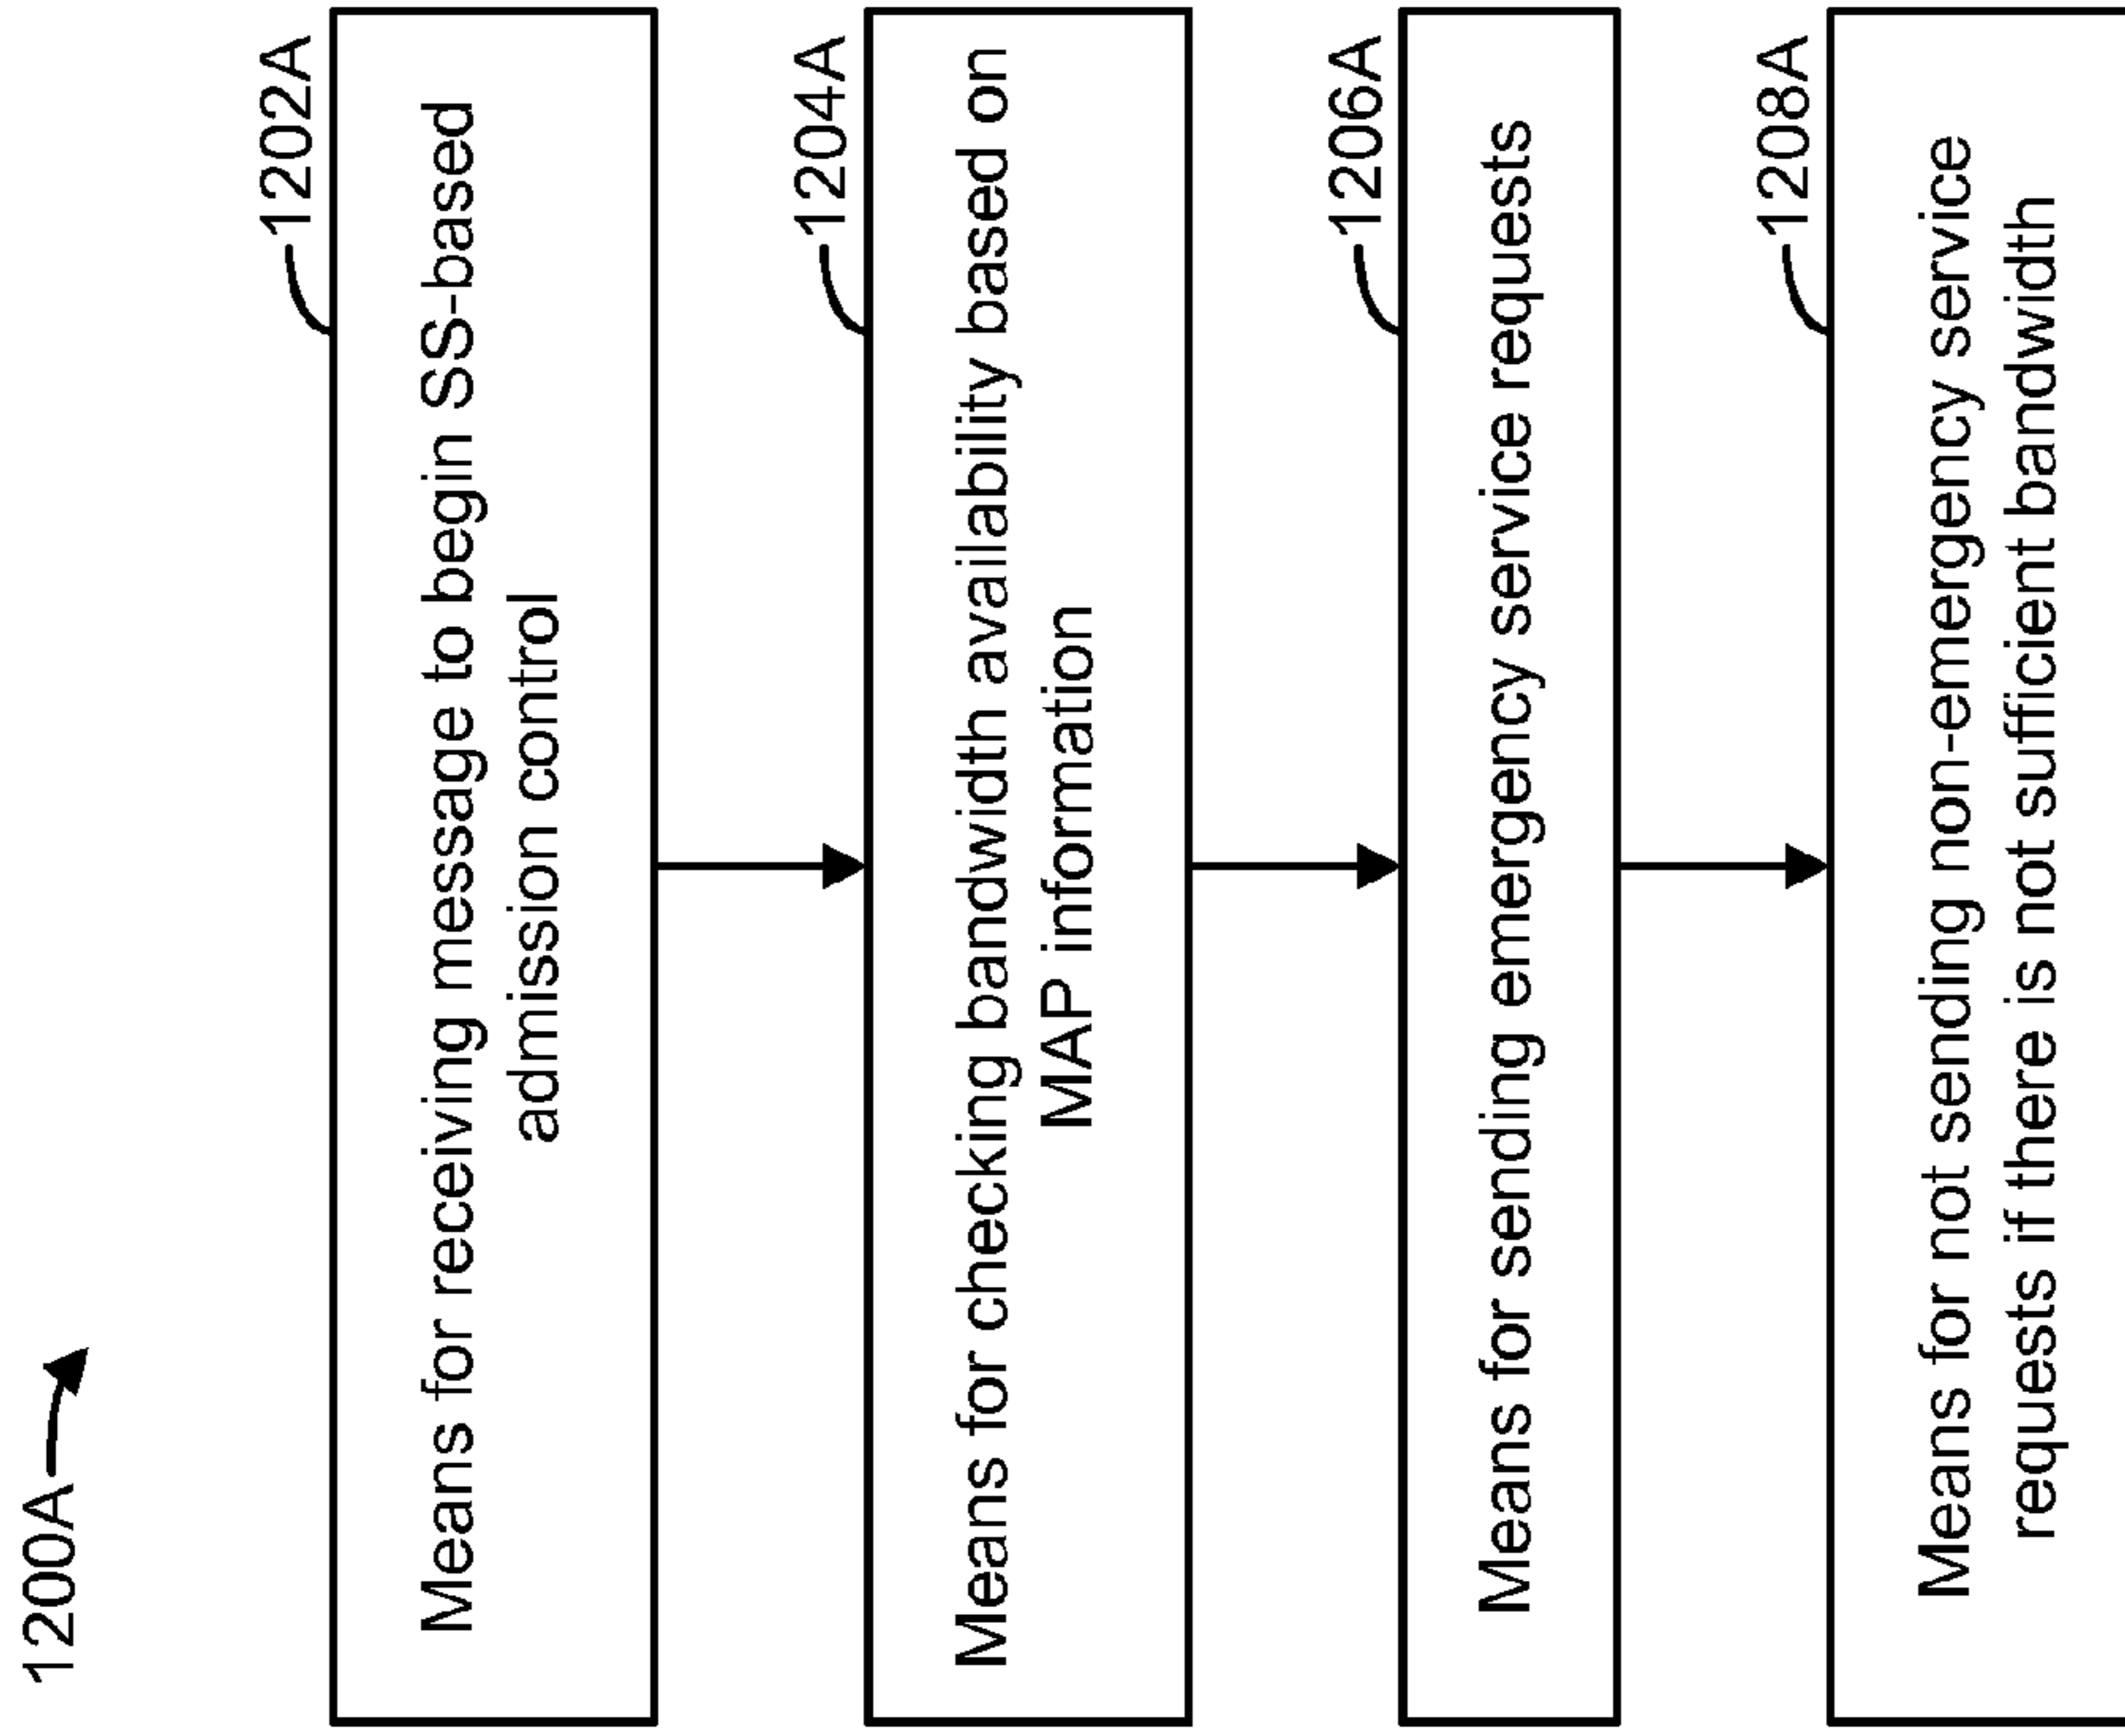 1200A
1202A
Means for receiving message to begin SS-based
admission control
1204A
Means for checking bandwidth availability based on
MAP information
1206A
Means for sending emergency service requests
1208A
Means for not sending non-emergency service
requests if there is not sufficient bandwidth